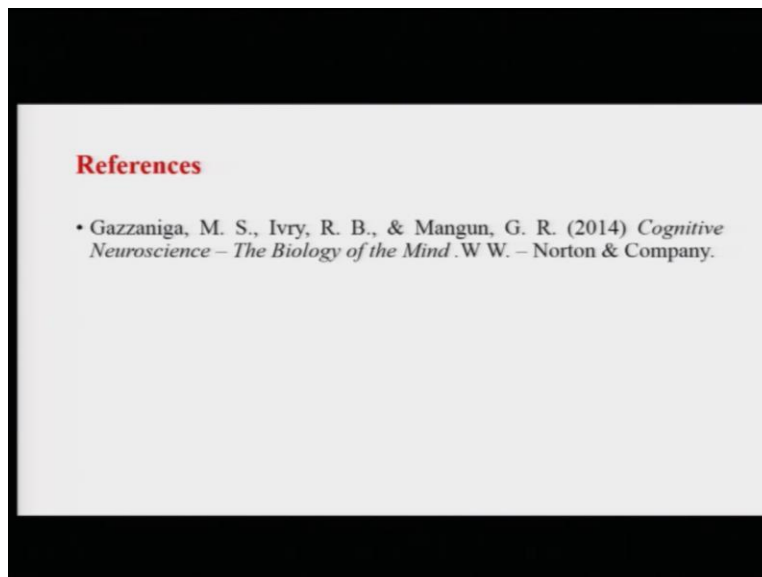 References
• Gazzaniga, M. S., Ivry, R. B., & Mangun, G. R. (2014) Cognitive
Neuroscience – The Biology of the Mind .W W. – Norton & Company.